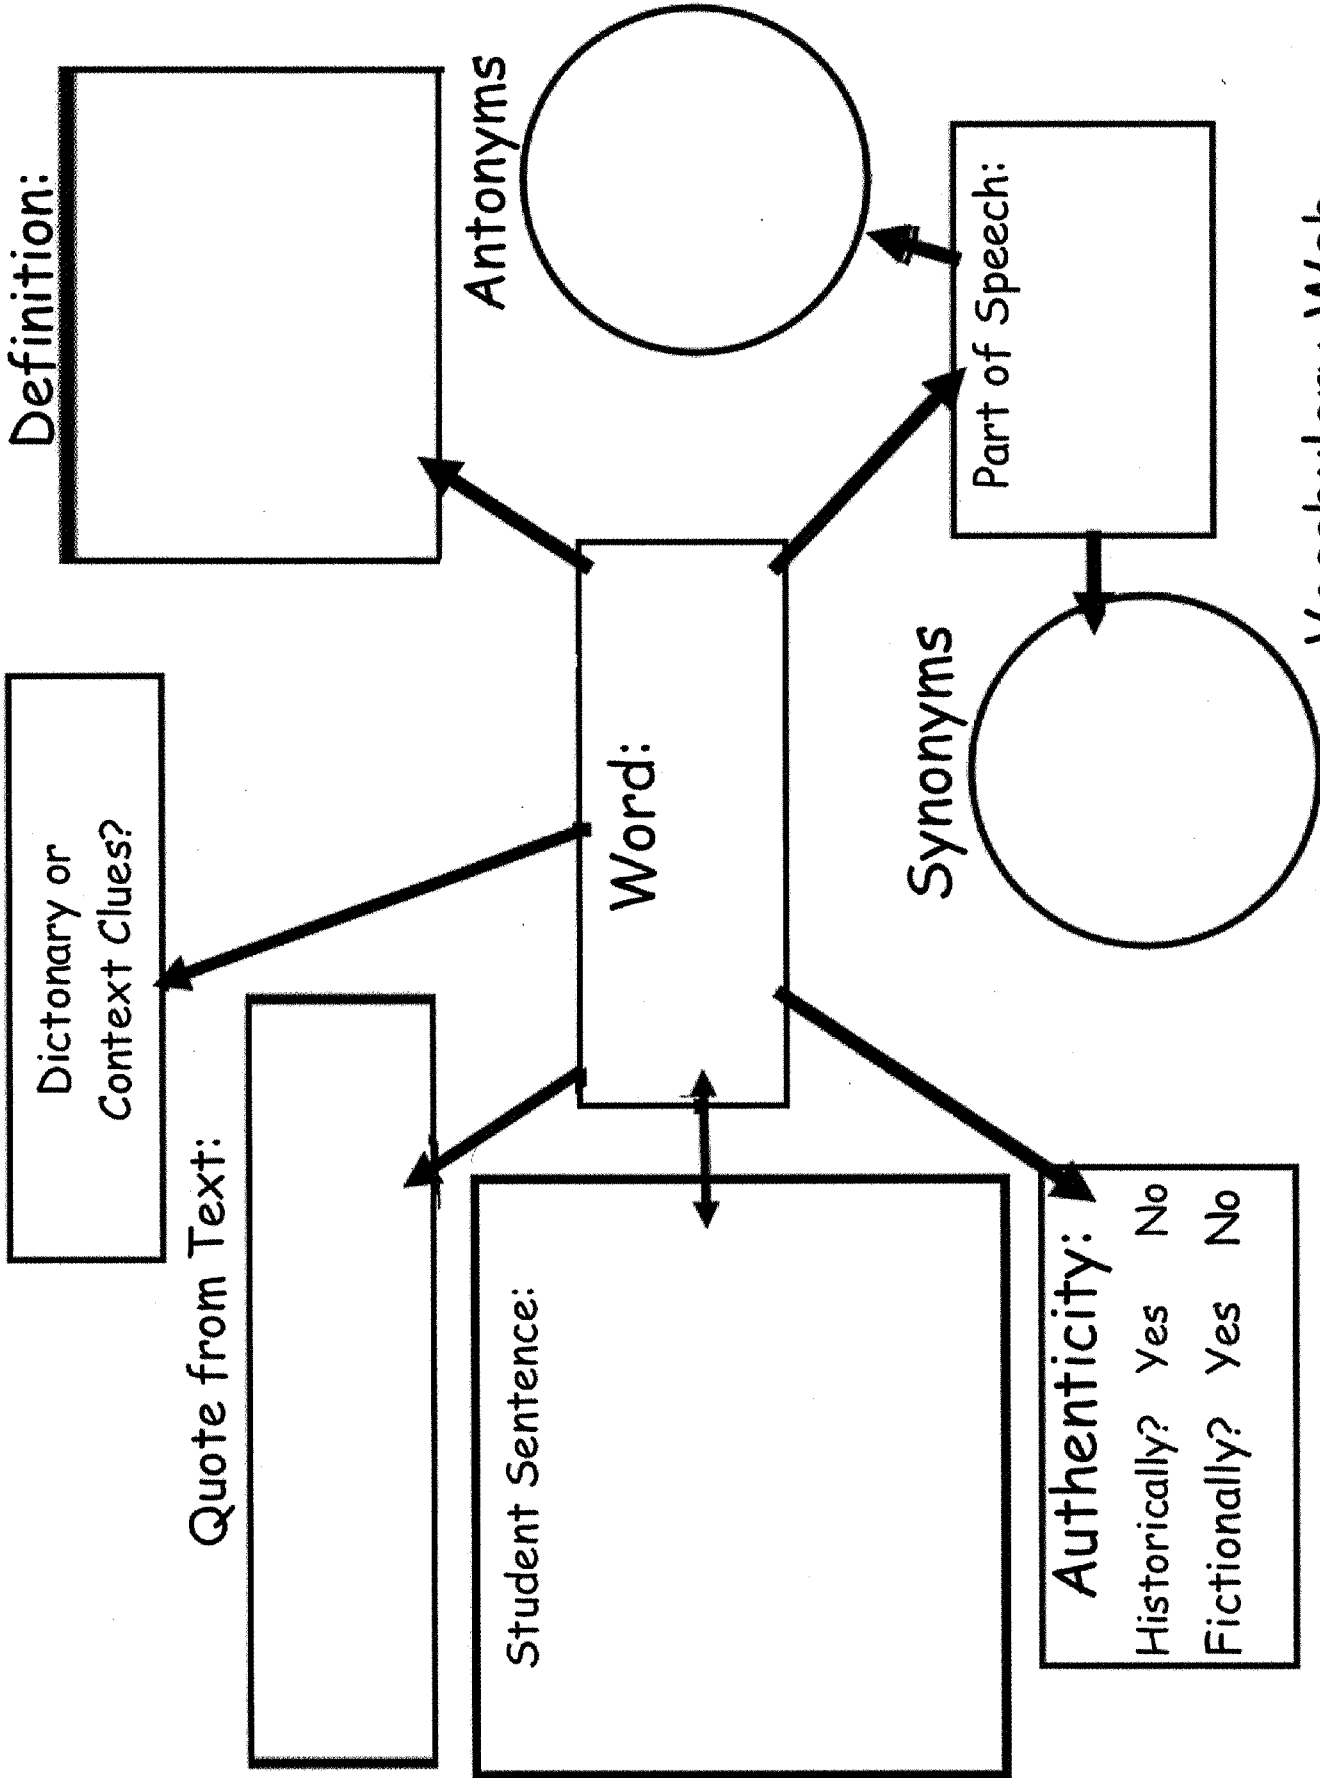 Dictonary or
Context Clues?
Definition:
Quote from Text:
Antonyms
Student Sentence:
Word:
Synonyms
Part of Speech:
Authenticity:
Historically? Yes No
Fictionally? Yes No